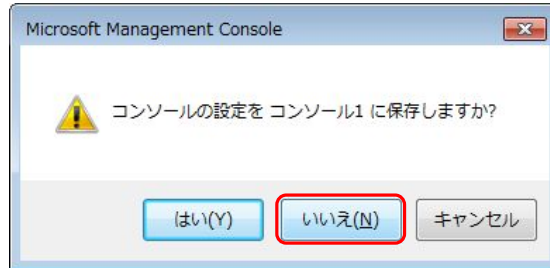 Microsoft Management Console
コンソールの設定を コンソール1 に保存しますか?
はい(Y) いいえ(N) キャンセル